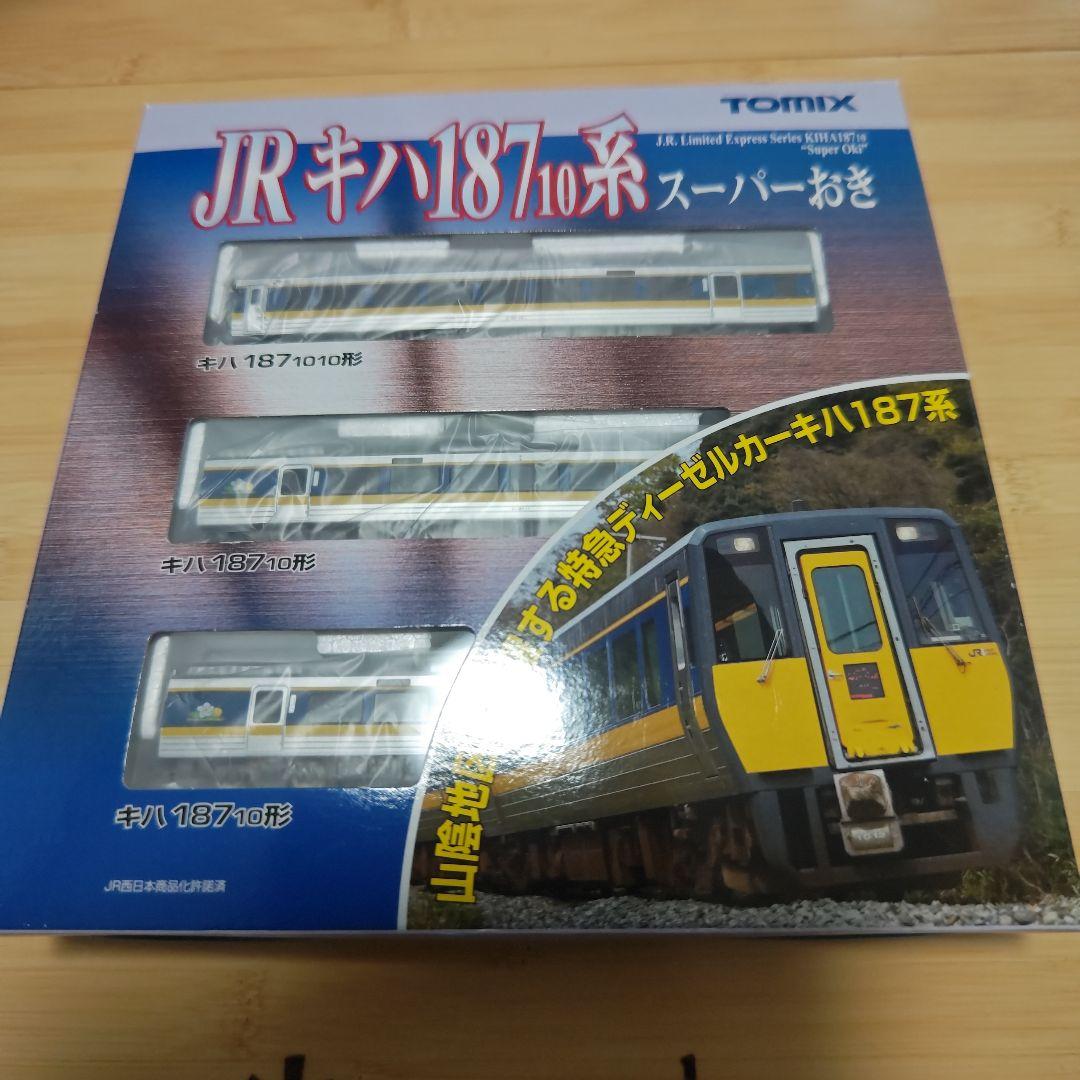 TOMIX
J.R. Limited Express Series KIHA187 10
"Super Oki"
JRキハ187 10系 スーパーおき
キハ187 1010形
キハ187 10形
キハ187 10形
山陰地
する特急ディーゼルカーキハ187系
JR
JR西日本商品化許諾済